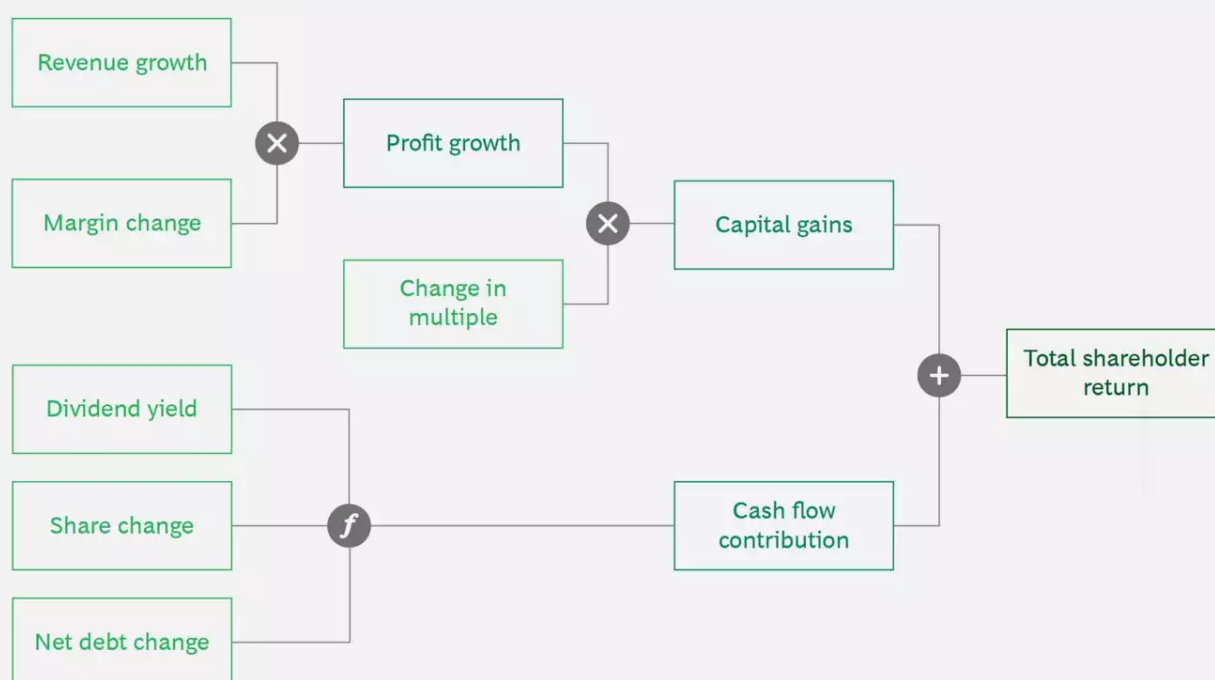 Revenue growth
Profit growth
Margin change
Capital gains
Change in
multiple
Total shareholder
return
Dividend yield
Share change
f
Cash flow
contribution
Net debt change